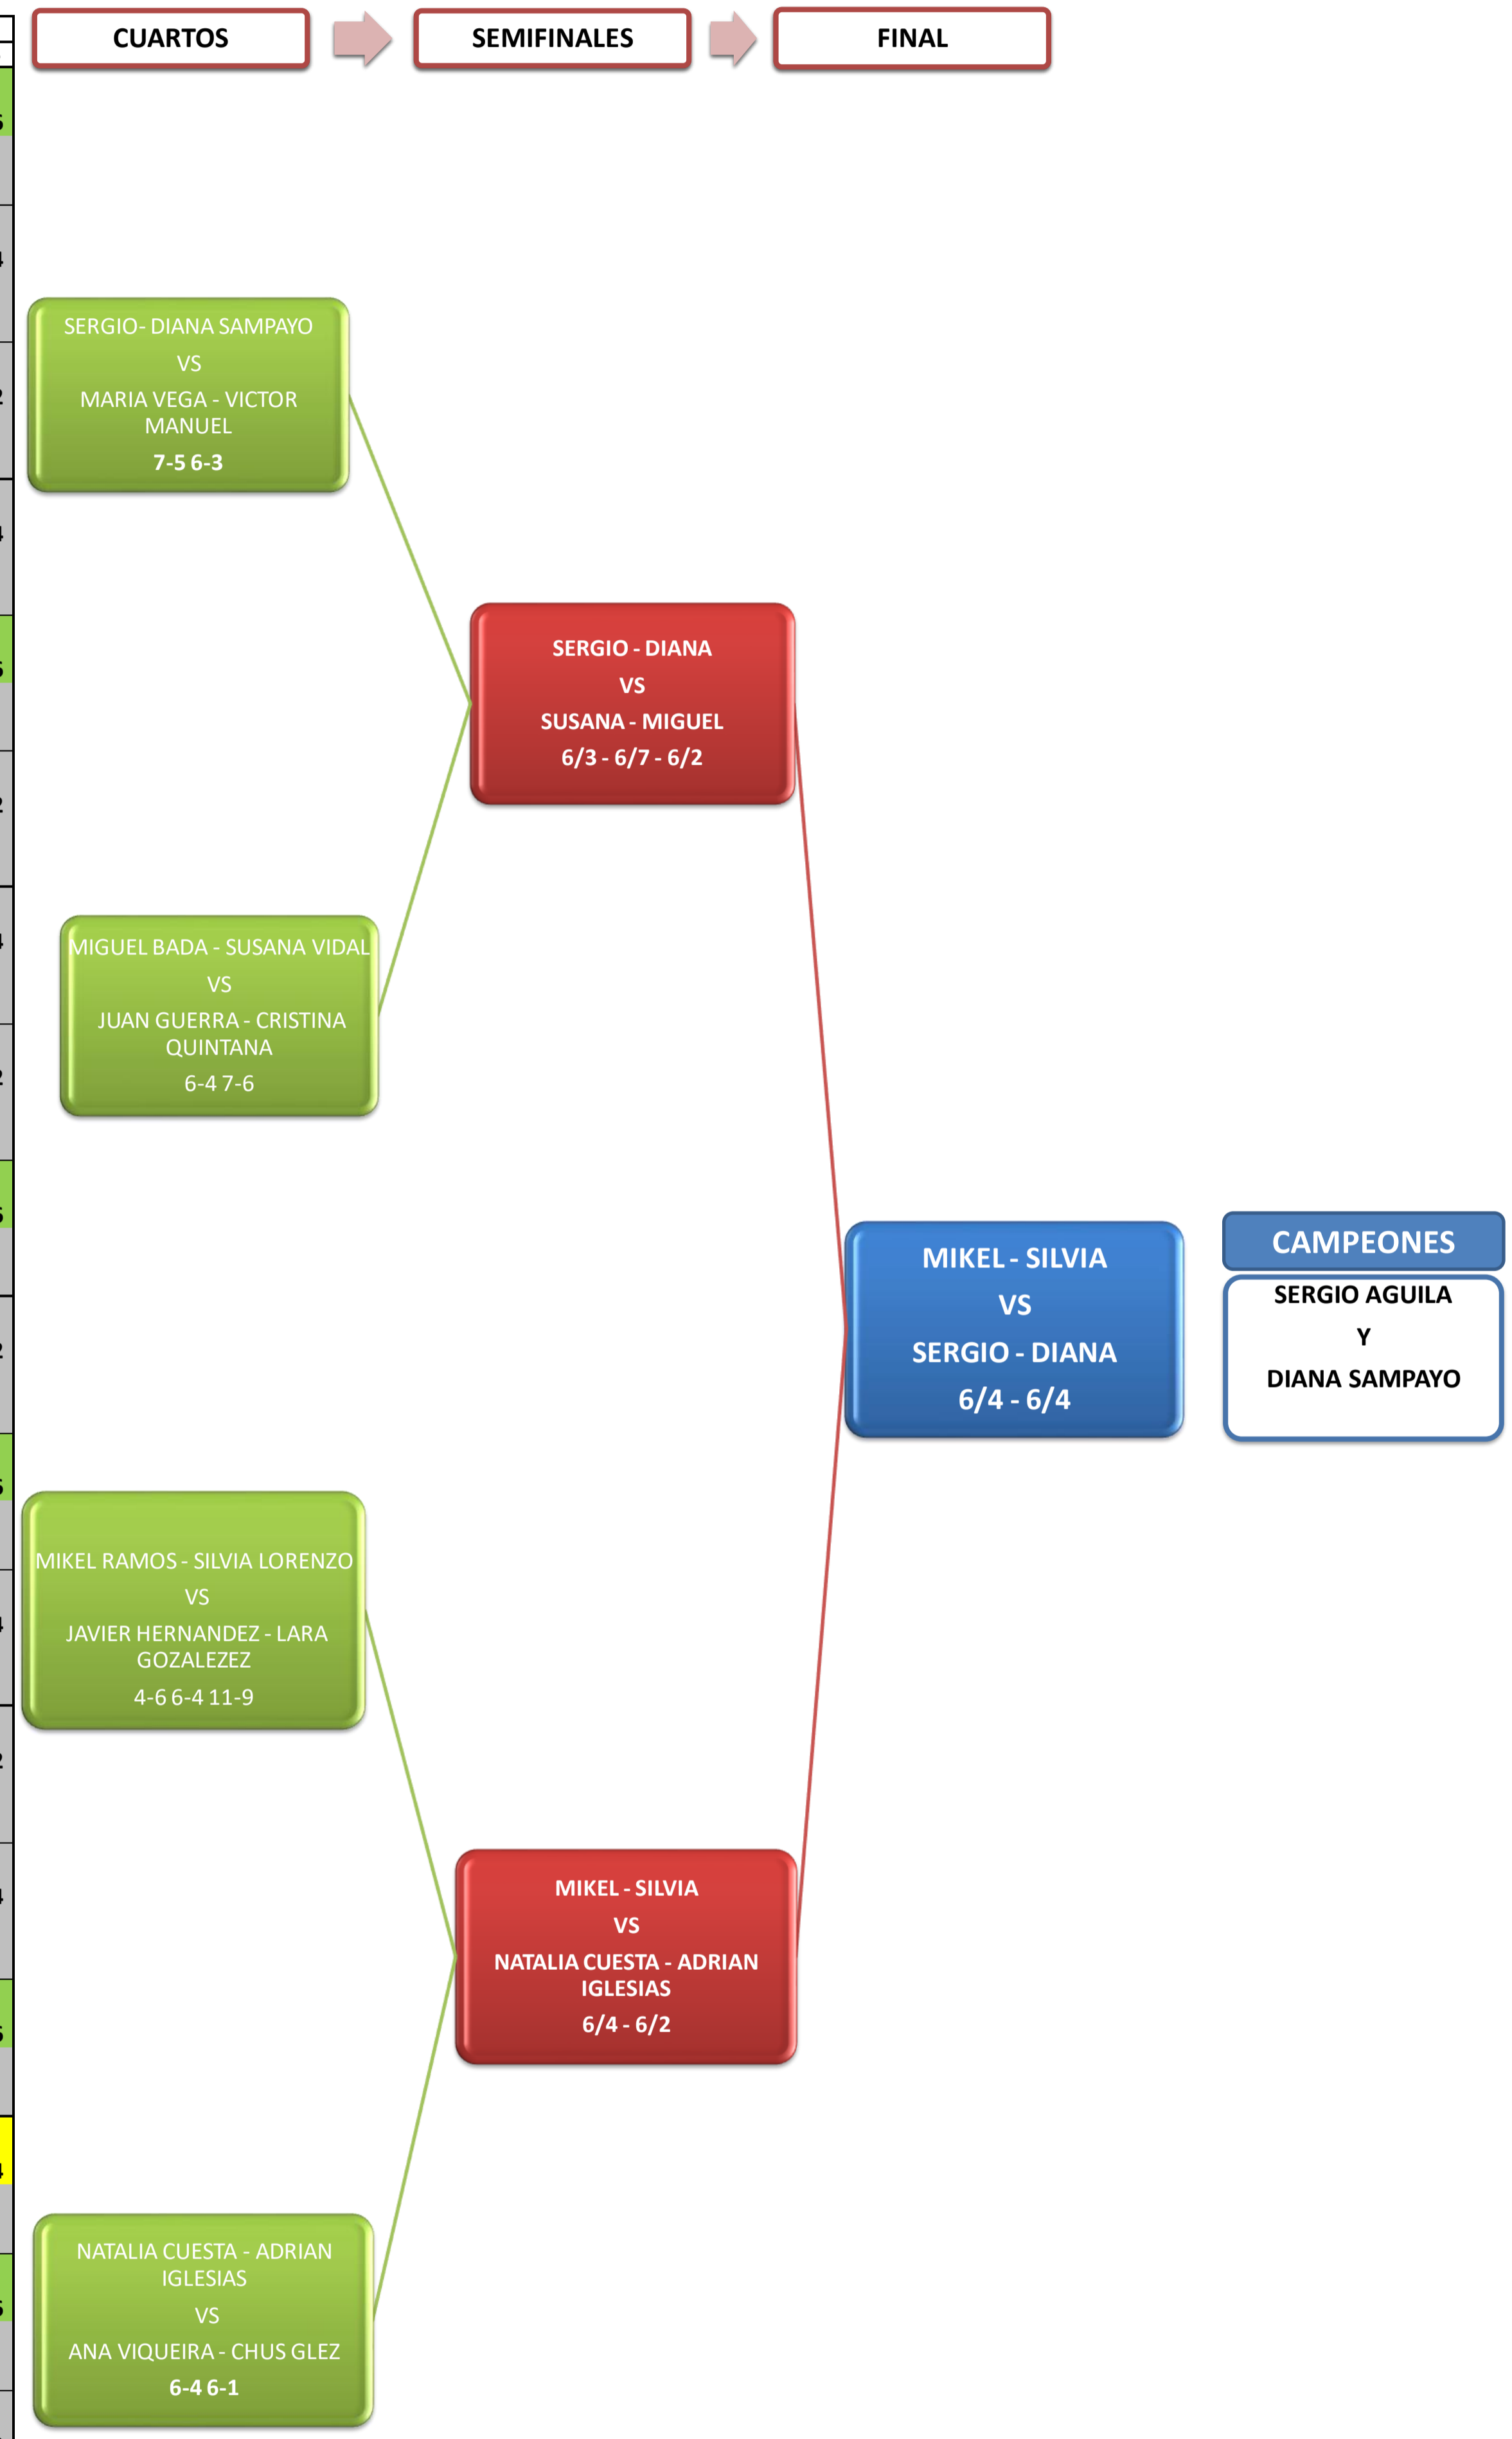 CUARTOS
SEMIFINALES
FINAL
SERGIO- DIANA SAMPAYO
VS
MARIA VEGA - VICTOR
MANUEL
7-5 6-3
SERGIO - DIANA
VS
SUSANA - MIGUEL
6/3 - 6/7 - 6/2
MIGUEL BADA - SUSANA VIDAL
VS
JUAN GUERRA - CRISTINA
QUINTANA
6-4 7-6
MIKEL - SILVIA
VS
SERGIO - DIANA
6/4 - 6/4
CAMPEONES
SERGIO AGUILA
Y
DIANA SAMPAYO
MIKEL RAMOS - SILVIA LORENZO
VS
JAVIER HERNANDEZ - LARA
GOZALEZEZ
4-6 6-4 11-9
MIKEL - SILVIA
VS
NATALIA CUESTA - ADRIAN
IGLESIAS
6/4 - 6/2
NATALIA CUESTA - ADRIAN
IGLESIAS
VS
ANA VIQUEIRA - CHUS GLEZ
6-4 6-1